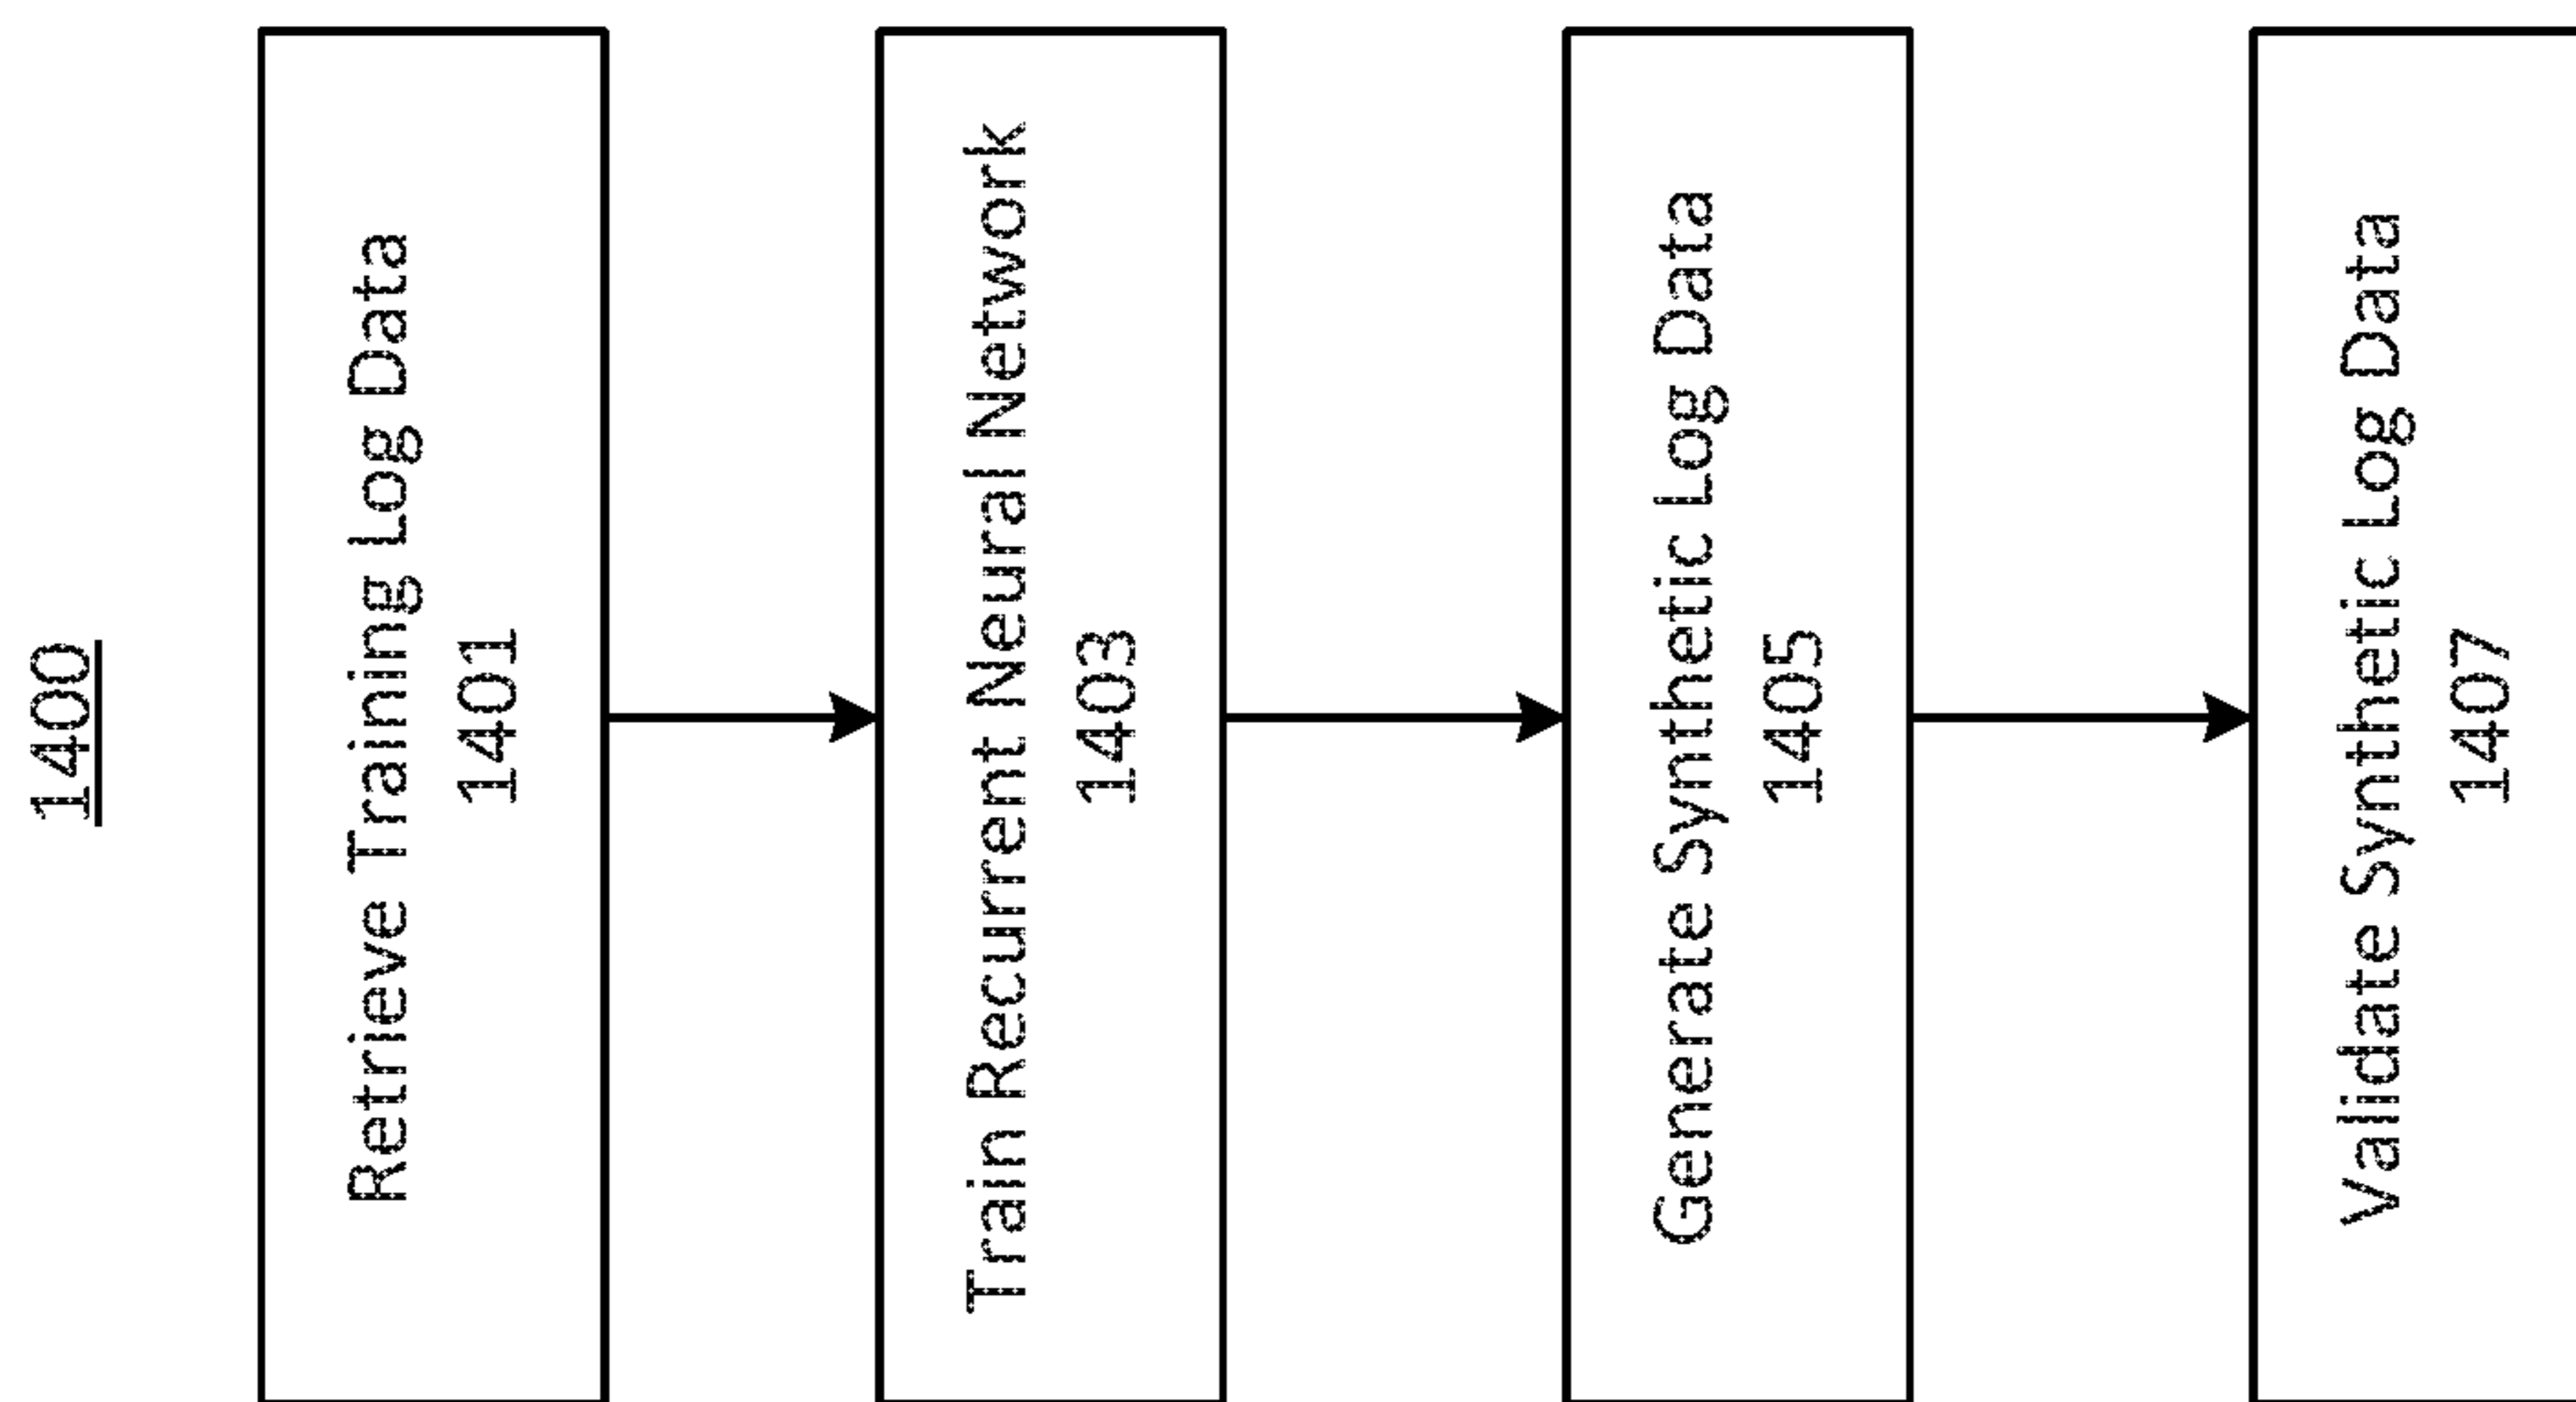 1400
Retrieve Training Log Data
1401
Train Recurrent Neural Network
1403
Generate Synthetic Log Data
1405
Validate Synthetic Log Data
1407